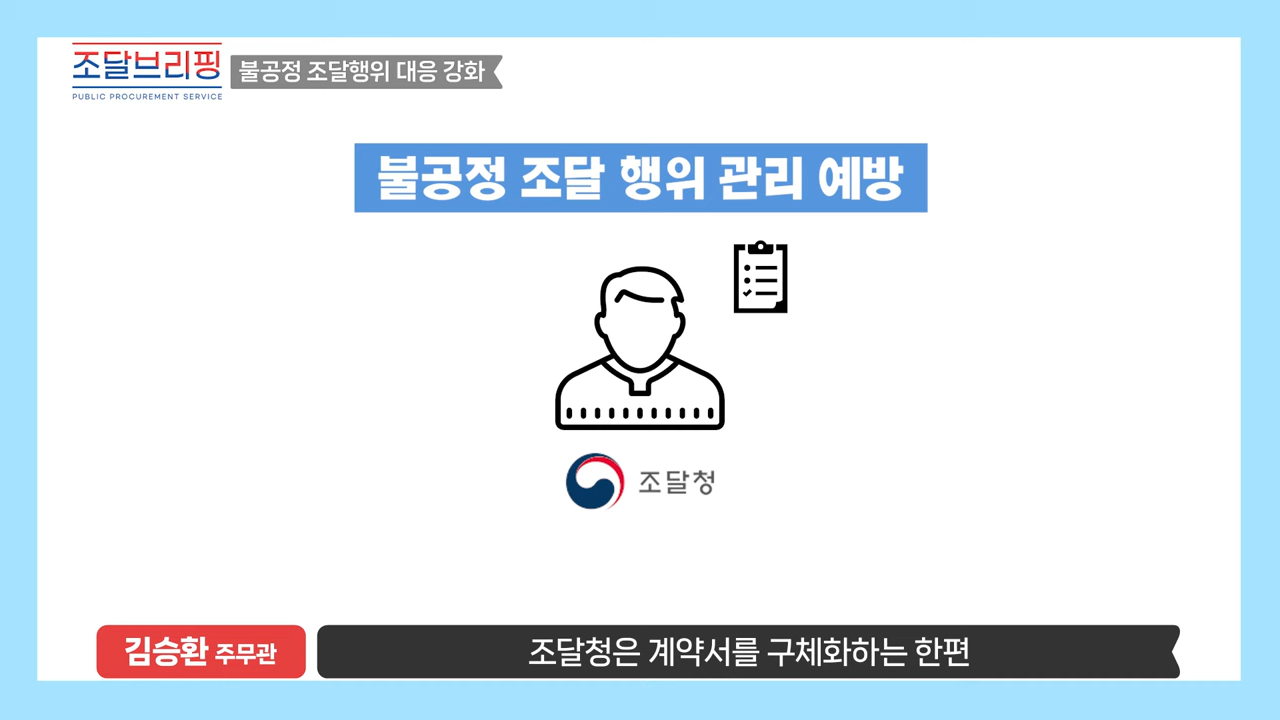 조달브리핑
PUBLIC PROCUREMENT SERVICE
불공정 조달행위 대응 강화
불공정 조달 행위 관리 예방
조달청
김승환 주무관
조달청은 계약서를 구체화하는 한편